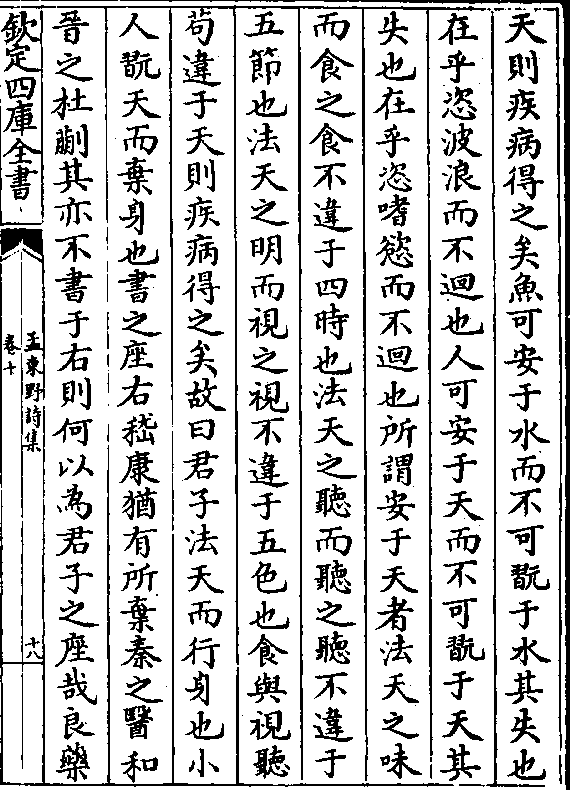 天則疾病得之矣魚可安于水而不可翫于水其失也
在乎恣波浪而不迴也人可安于天而不可翫于天其
失也在乎恣嗜慾而不迴也所謂安于天者法天之味
而食之食不違于四時也法天之聽而聽之聽不違于
五節也法天之明而視之視不違于五色也食與視聽
苟違于天則疾病得之矣故曰君子法天而行身也小
人翫天而棄身也書之座右嵇康猶有所棄秦之醫和
晉之杜蒯其亦不書于右則何以為君子之座哉良藥
欽定四庫全書
孟東野詩集
卷十
十八